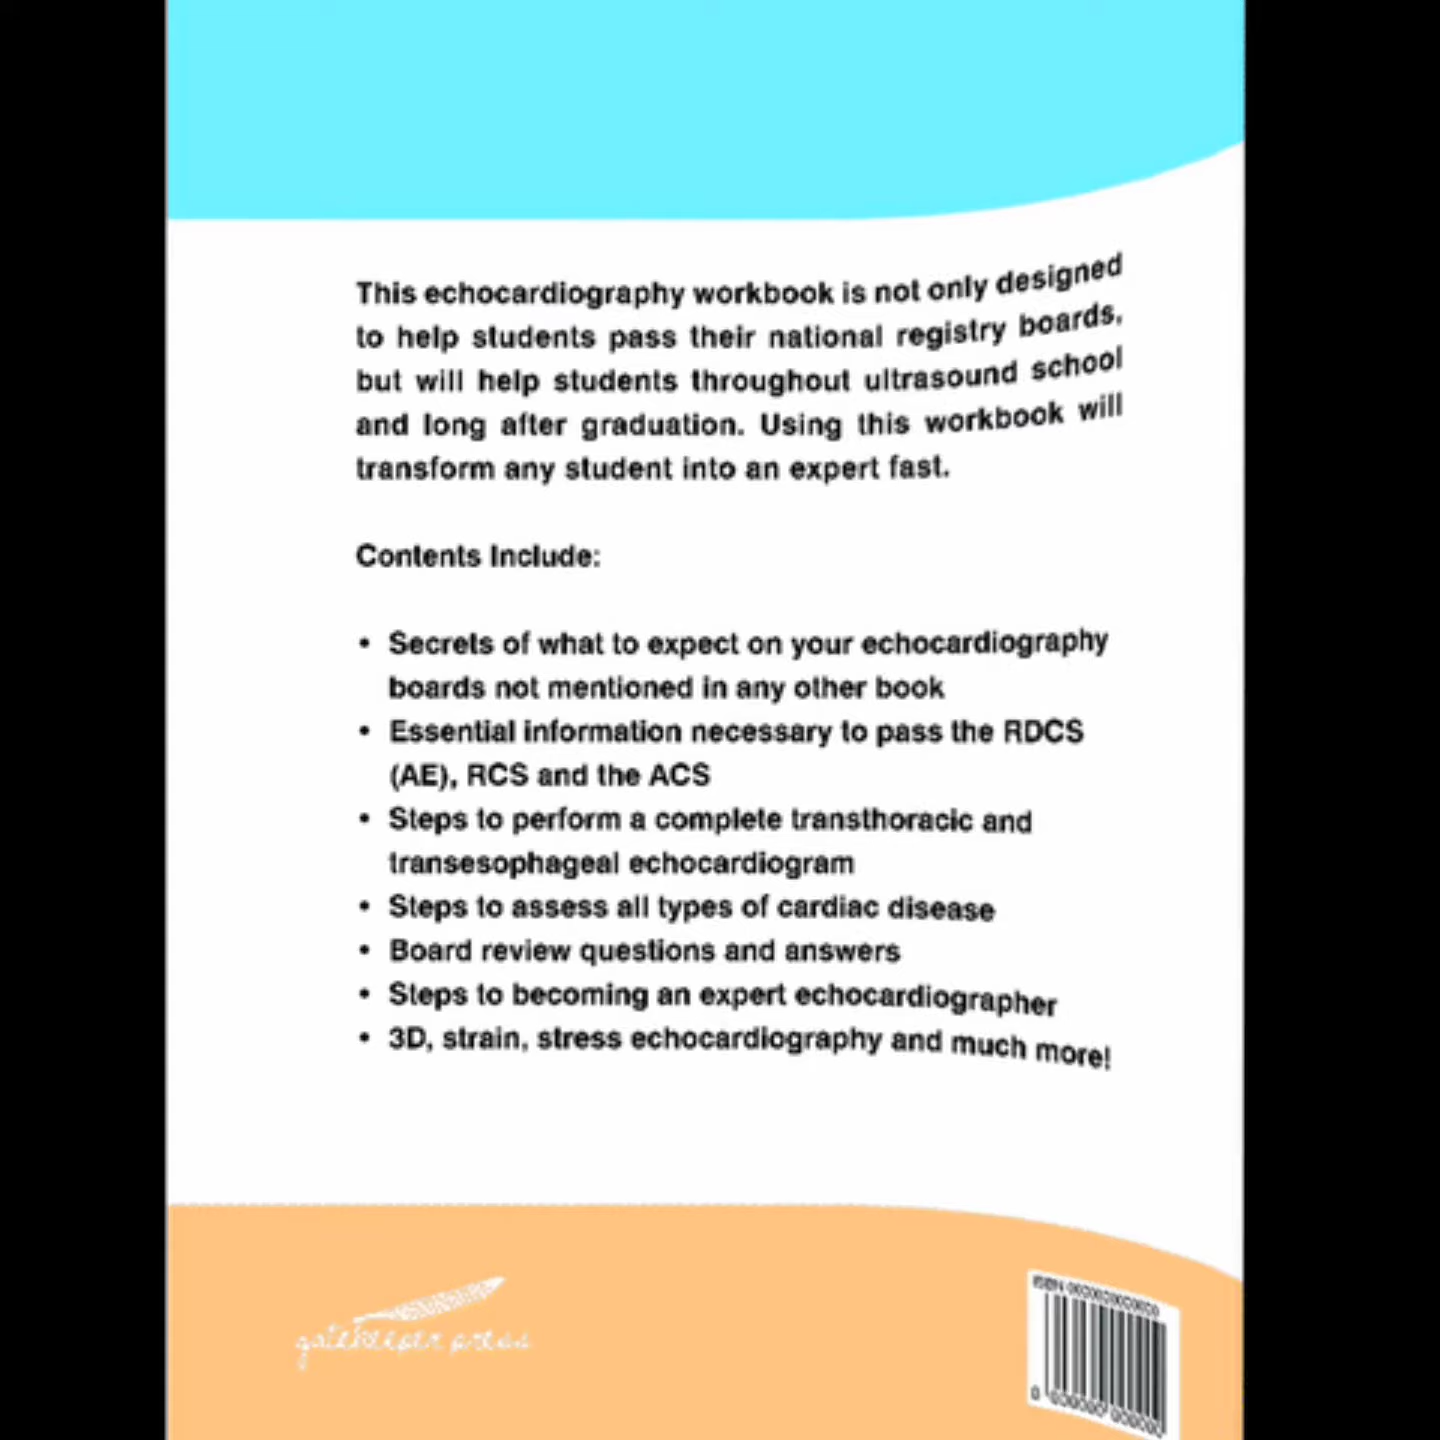 This echocardiography workbook is not only designed
to help students pass their national registry boards,
but will help students throughout ultrasound school
and long after graduation. Using this workbook will
transform any student into an expert fast.
Contents Include:
• Secrets of what to expect on your echocardiography
boards not mentioned in any other book
• Essential information necessary to pass the RDCS
(AE), RCS and the ACS
• Steps to perform a complete transthoracic and
transesophageal echocardiogram
• Steps to assess all types of cardiac disease
• Board review questions and answers
• Steps to becoming an expert echocardiographer
• 3D, strain, stress echocardiography and much more!
gatekeeper press
ISBN